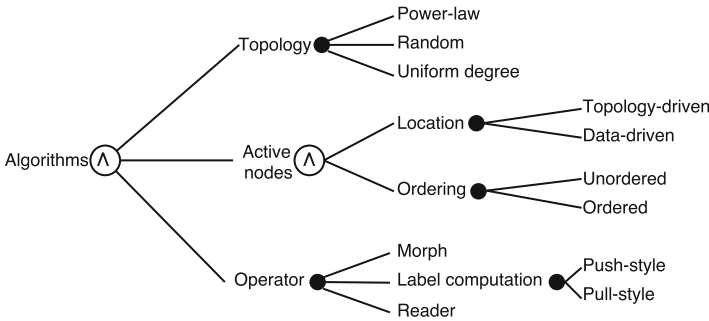 Algorithms
Λ
Topology
Power-law
Random
Uniform degree
Active
nodes
Λ
Location
Topology-driven
Data-driven
Ordering
Unordered
Ordered
Operator
Morph
Label computation
Push-style
Pull-style
Reader